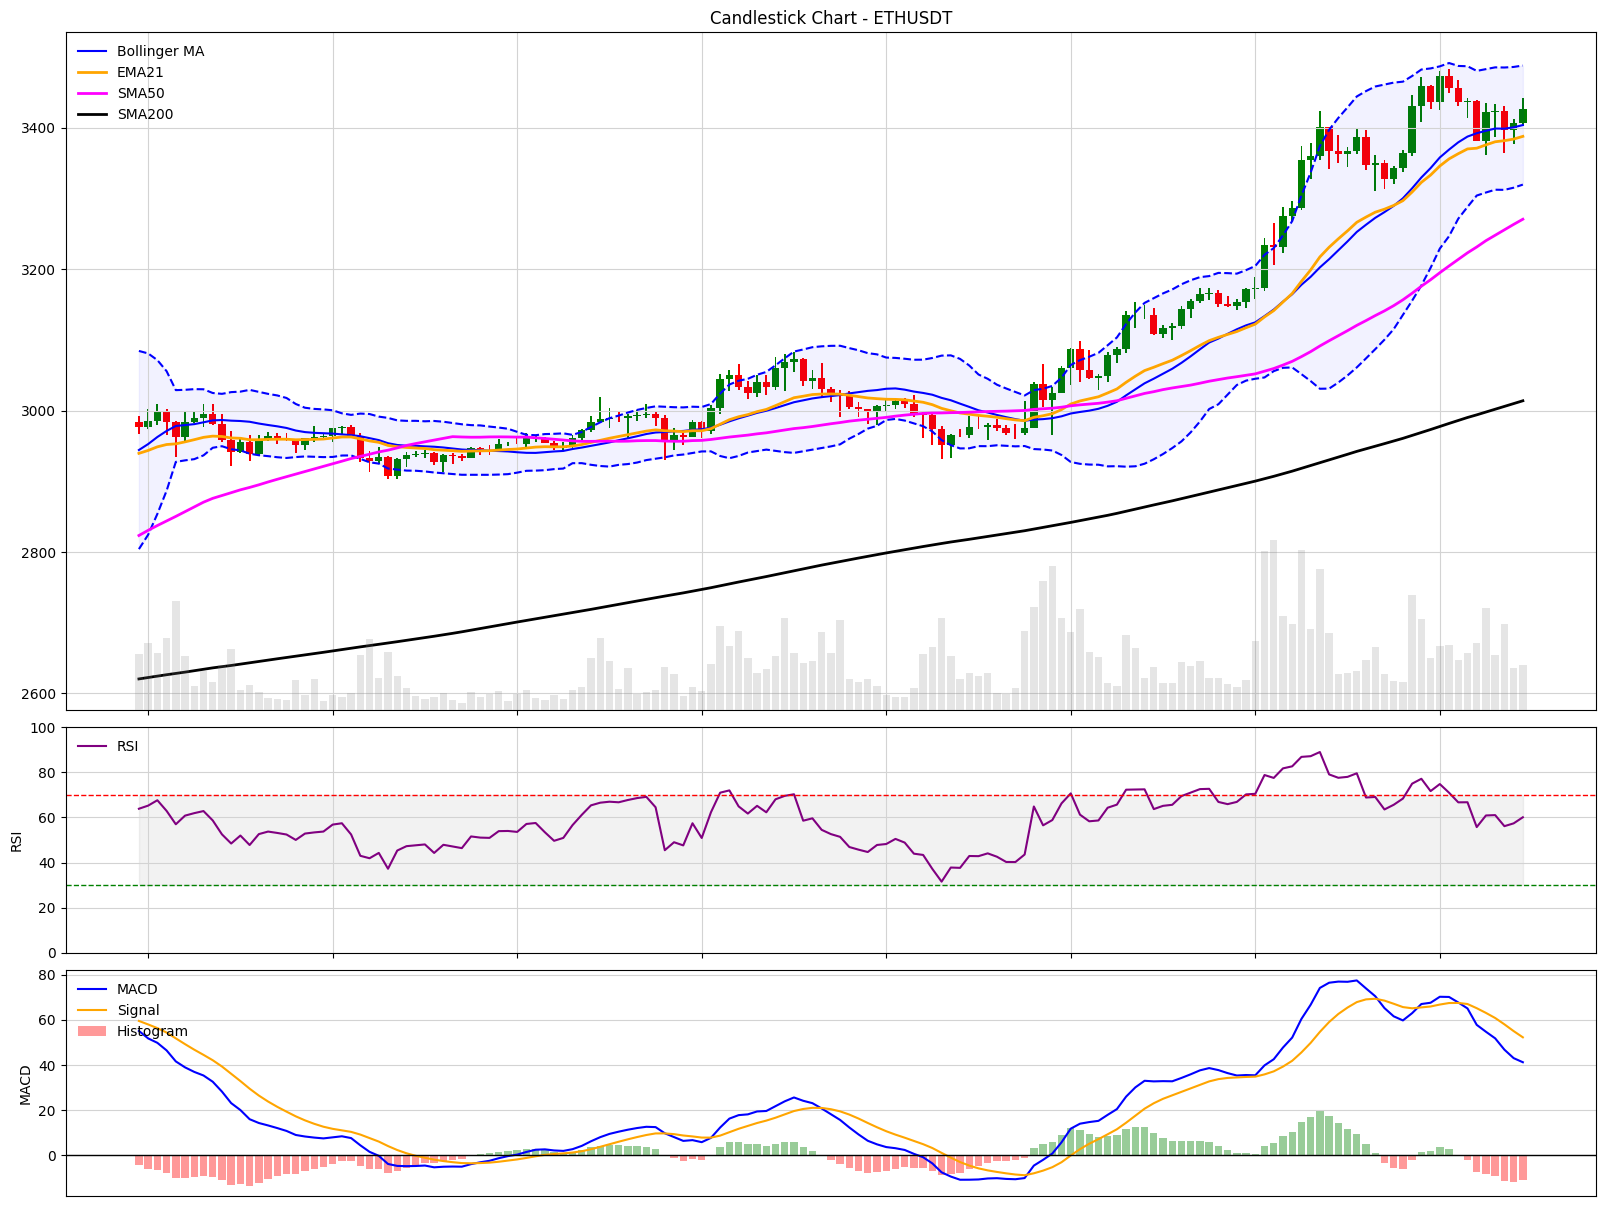 Candlestick Chart - ETHUSDT
Bollinger MA
EMA21
SMA50
SMA200
3400
3200
3000
2800
2600
100
80
60
40
20
0
RSI
RSI
80
60
40
20
0
MACD
MACD
Signal
Histogram